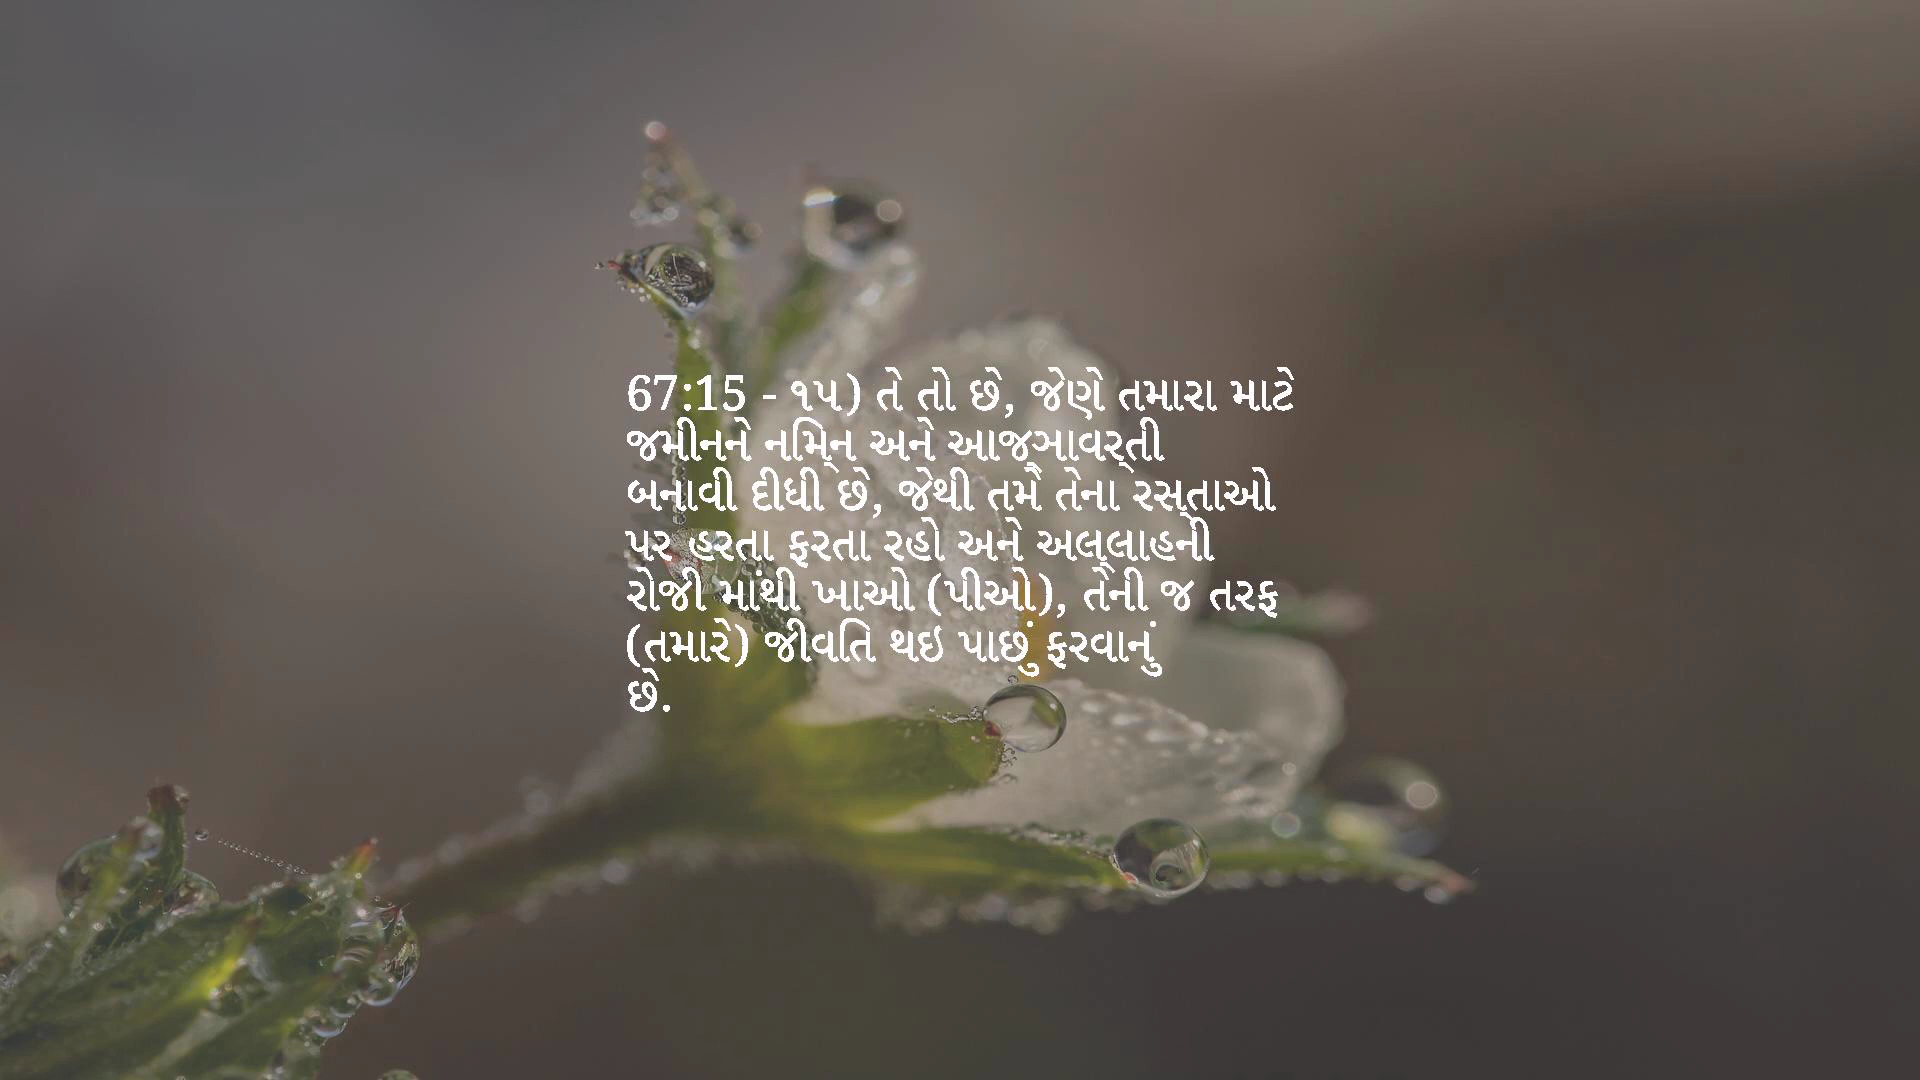 67:15 - ૧૫) તે તો છે, જેણે તમારા માટે
જમીનને નમ્નિ અને આજ્ઞાવર્તી
બનાવી દીધી છે, જેથી તમે તેના રસ્તાઓ
પર હરતા ફરતા રહો અને અલ્લાહની
રોજી માંથી ખાઓ (પીઓ), તેની જ તરફ
(તમારે) જીવતિ થઇ પાછું ફરવાનું
છે.